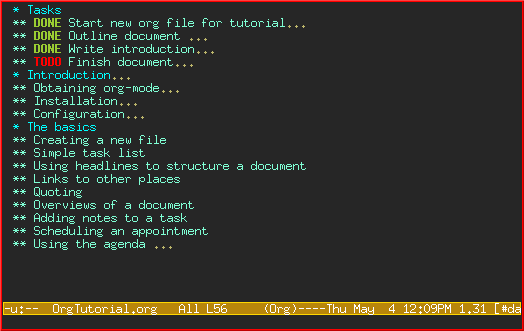 * Tasks
** DONE Start new org file for tutorial...
** DONE Outline document ...
** DONE Write introduction...
** TODO Finish document...
* Introduction...
** Obtaining org-mode...
** Installation...
** Configuration...
* The basics
** Creating a new file
** Simple task list
** Using headlines to structure a document
** Links to other places
** Quoting
** Overviews of a document
** Adding notes to a task
** Scheduling an appointment
** Using the agenda ...
-u:-- OrgTutorial.org All L56 (Org)----Thu May 4 12:09PM 1.31 [#da